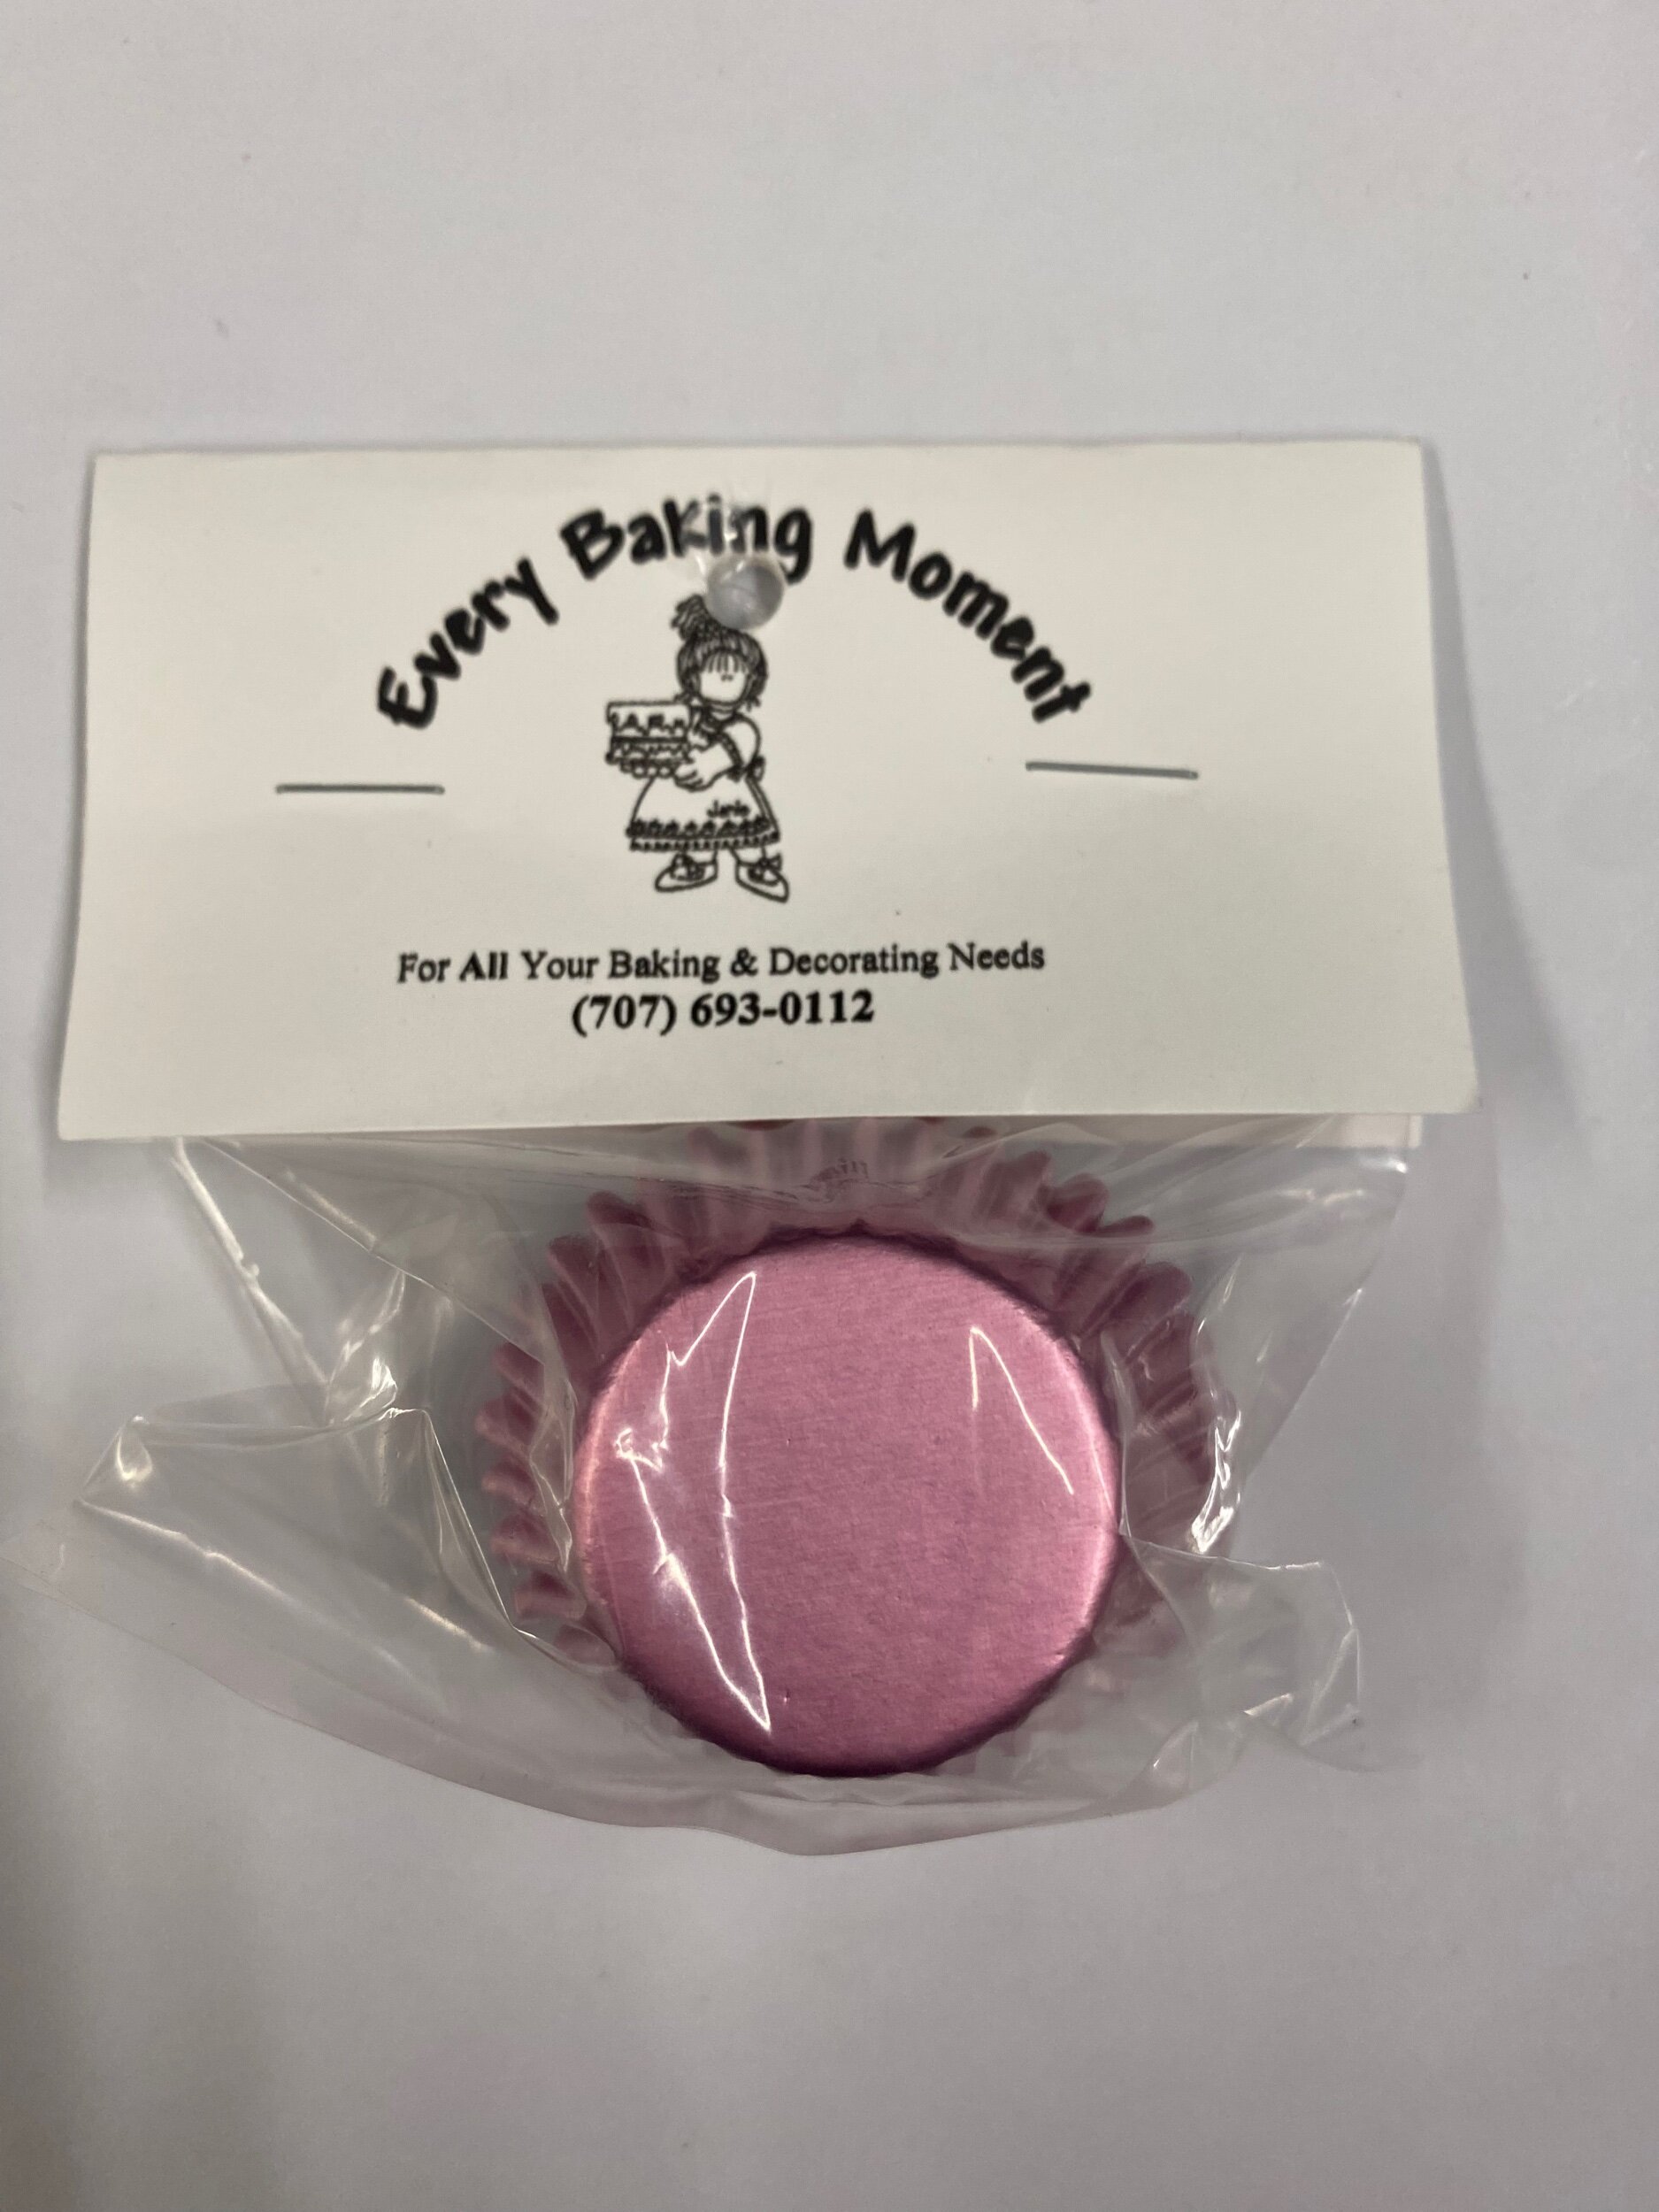 Every Baking Moment
For All Your Baking & Decorating Needs
(707) 693-0112